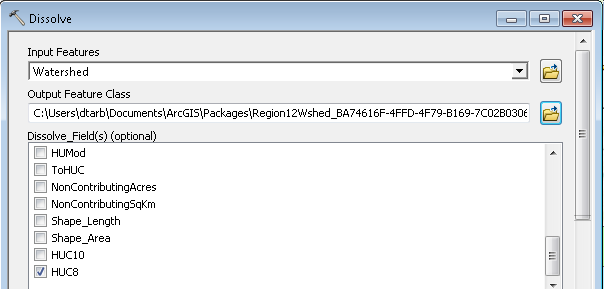 Dissolve
Input Features
Watershed
Output Feature Class
C:\Users\dtarb\Documents\ArcGIS\Packages\Region12Wshed_BA74616F-4FFD-4F79-B169-7C02B0306
Dissolve_Field(s) (optional)
HUMod
ToHUC
NonContributingAcres
NonContributingSqKm
Shape_Length
Shape_Area
HUC10
HUC8